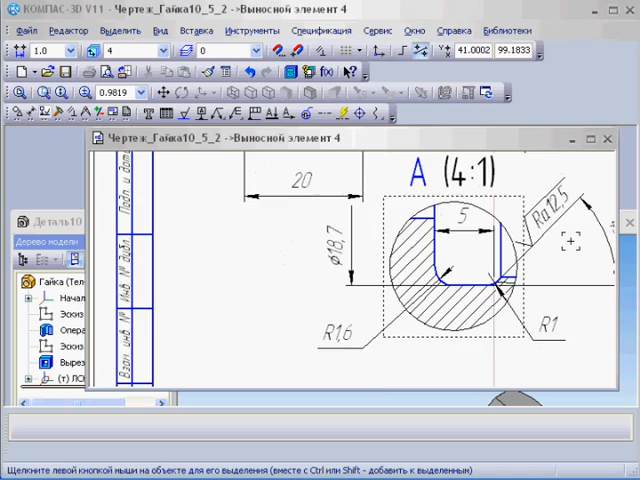 КОМПАС-3D V11 - Чертеж_Гайка10_5_2 ->Выносной элемент 4
Файл Редактор Выделить Вид Вставка Инструменты Спецификация Сервис Окно Справка Библиотеки
1.0 4 0 41.0002 99.1833
f(x)
0.9819
Чертеж_Гайка10_5_2 ->Выносной элемент 4
Подп. и дата
Инв № дубл
Взам. инв №
20
А (4:1)
5
Ra12,5
ϕ18,7
R1,6
R1
Деталь10
Дерево модели
Гайка (Тел
Начал
Эскиз
Опера
Эскиз
Вырез
(т) ЛСК
Щелкните левой кнопкой мыши на объекте для его выделения (вместе с Ctrl или Shift - добавить к выделенным)